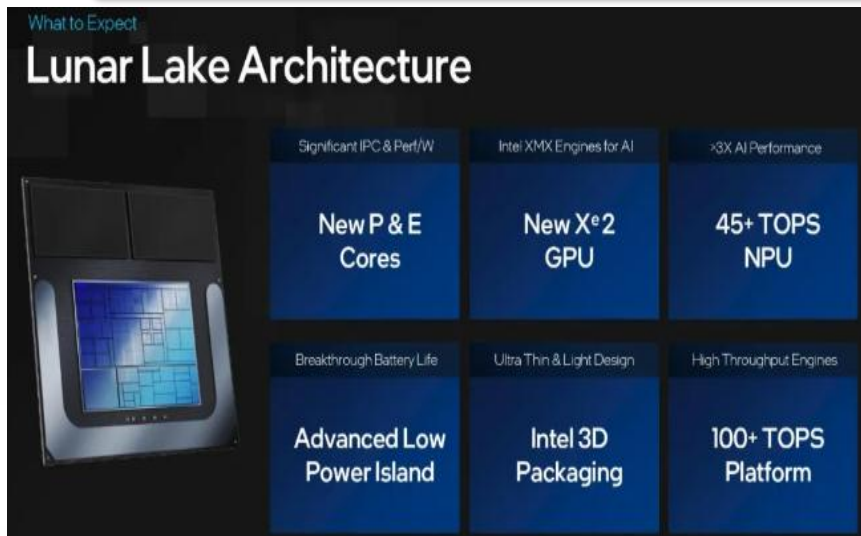 What to Expect
Lunar Lake Architecture
Significant IPC & Perf/W
New P & E
Cores
Intel XMX Engines for AI
New Xᵉ2
GPU
>3X AI Performance
45+ TOPS
NPU
Breakthrough Battery Life
Advanced Low
Power Island
Ultra Thin & Light Design
Intel 3D
Packaging
High Throughput Engines
100+ TOPS
Platform